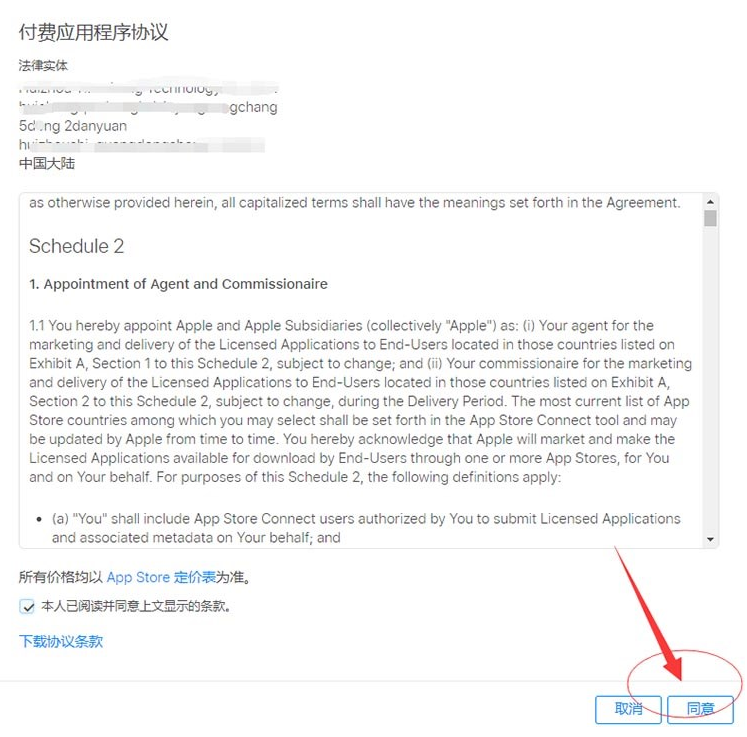 付费应用程序协议
法律实体
Technology
gchang
2danyuan
中国大陆
as otherwise provided herein, all capitalized terms shall have the meanings set forth in the Agreement.
Schedule 2
1. Appointment of Agent and Commissionaire
1.1 You hereby appoint Apple and Apple Subsidiaries (collectively "Apple") as: (i) Your agent for the
marketing and delivery of the Licensed Applications to End-Users located in those countries listed on
Exhibit A, Section 1 to this Schedule 2, subject to change; and (ii) Your commissionaire for the marketing
and delivery of the Licensed Applications to End-Users located in those countries listed on Exhibit A,
Section 2 to this Schedule 2, subject to change, during the Delivery Period. The most current list of App
Store countries among which you may select shall be set forth in the App Store Connect tool and may
be updated by Apple from time to time. You hereby acknowledge that Apple will market and make the
Licensed Applications available for download by End-Users through one or more App Stores, for You
and on Your behalf. For purposes of this Schedule 2, the following definitions apply:
• (a) "You" shall include App Store Connect users authorized by You to submit Licensed Applications
and associated metadata on Your behalf; and
所有价格均以 App Store 定价表为准。
本人已阅读并同意上文显示的条款。
下载协议条款
取消 同意